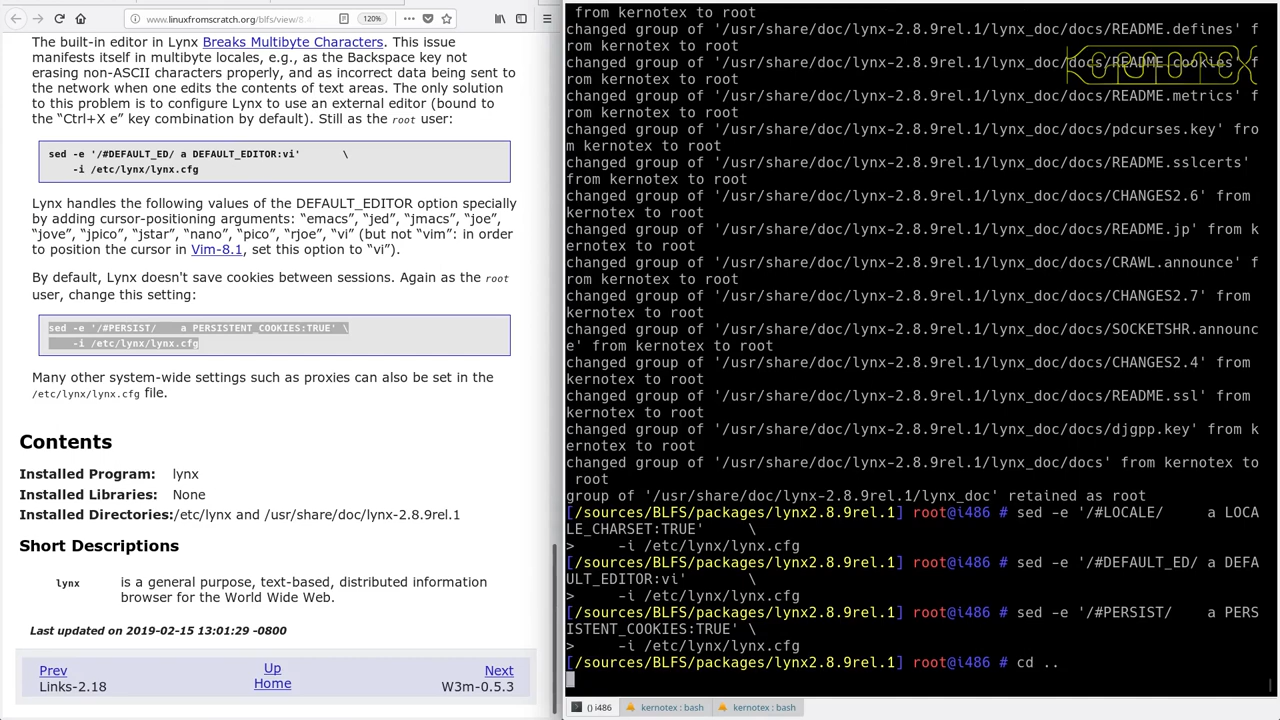 www.linuxfromscratch.org/blfs/view/8.4
120%
The built-in editor in Lynx Breaks Multibyte Characters. This issue
manifests itself in multibyte locales, e.g., as the Backspace key not
erasing non-ASCII characters properly, and as incorrect data being sent to
the network when one edits the contents of text areas. The only solution
to this problem is to configure Lynx to use an external editor (bound to
the “Ctrl+X e” key combination by default). Still as the root user:
sed -e '/#DEFAULT_ED/ a DEFAULT_EDITOR:vi' \
-i /etc/lynx/lynx.cfg
Lynx handles the following values of the DEFAULT_EDITOR option specially
by adding cursor-positioning arguments: “emacs”, “jed”, “jmacs”, “joe”,
“jove”, “jpico”, “jstar”, “nano”, “pico”, “rjoe”, “vi” (but not “vim”: in order
to position the cursor in Vim-8.1, set this option to “vi”).
By default, Lynx doesn't save cookies between sessions. Again as the root
user, change this setting:
sed -e '/#PERSIST/ a PERSISTENT_COOKIES:TRUE' \
-i /etc/lynx/lynx.cfg
Many other system-wide settings such as proxies can also be set in the
/etc/lynx/lynx.cfg file.
Contents
Installed Program: lynx
Installed Libraries: None
Installed Directories:/etc/lynx and /usr/share/doc/lynx-2.8.9rel.1
Short Descriptions
lynx is a general purpose, text-based, distributed information
browser for the World Wide Web.
Last updated on 2019-02-15 13:01:29 -0800
Prev Up Next
Links-2.18 Home W3m-0.5.3
from kernotex to root
changed group of '/usr/share/doc/lynx-2.8.9rel.1/lynx_doc/docs/README.defines' f
rom kernotex to root
changed group of '/usr/share/doc/lynx-2.8.9rel.1/lynx_doc/docs/README.cookies' f
rom kernotex to root
changed group of '/usr/share/doc/lynx-2.8.9rel.1/lynx_doc/docs/README.metrics' f
rom kernotex to root
changed group of '/usr/share/doc/lynx-2.8.9rel.1/lynx_doc/docs/pdcurses.key' fro
m kernotex to root
changed group of '/usr/share/doc/lynx-2.8.9rel.1/lynx_doc/docs/README.sslcerts'
from kernotex to root
changed group of '/usr/share/doc/lynx-2.8.9rel.1/lynx_doc/docs/CHANGES2.6' from
kernotex to root
changed group of '/usr/share/doc/lynx-2.8.9rel.1/lynx_doc/docs/README.jp' from k
ernotex to root
changed group of '/usr/share/doc/lynx-2.8.9rel.1/lynx_doc/docs/CRAWL.announce' f
rom kernotex to root
changed group of '/usr/share/doc/lynx-2.8.9rel.1/lynx_doc/docs/CHANGES2.7' from
kernotex to root
changed group of '/usr/share/doc/lynx-2.8.9rel.1/lynx_doc/docs/SOCKETSHR.announc
e' from kernotex to root
changed group of '/usr/share/doc/lynx-2.8.9rel.1/lynx_doc/docs/CHANGES2.4' from
kernotex to root
changed group of '/usr/share/doc/lynx-2.8.9rel.1/lynx_doc/docs/README.ssl' from
kernotex to root
changed group of '/usr/share/doc/lynx-2.8.9rel.1/lynx_doc/docs/djgpp.key' from k
ernotex to root
changed group of '/usr/share/doc/lynx-2.8.9rel.1/lynx_doc/docs' from kernotex to
root
group of '/usr/share/doc/lynx-2.8.9rel.1/lynx_doc' retained as root
[/sources/BLFS/packages/lynx2.8.9rel.1] root@i486 # sed -e '/#LOCALE/ a LOCA
LE_CHARSET:TRUE' \
> -i /etc/lynx/lynx.cfg
[/sources/BLFS/packages/lynx2.8.9rel.1] root@i486 # sed -e '/#DEFAULT_ED/ a DEFA
ULT_EDITOR:vi' \
> -i /etc/lynx/lynx.cfg
[/sources/BLFS/packages/lynx2.8.9rel.1] root@i486 # sed -e '/#PERSIST/ a PERS
ISTENT_COOKIES:TRUE' \
> -i /etc/lynx/lynx.cfg
[/sources/BLFS/packages/lynx2.8.9rel.1] root@i486 # cd ..
() i486
kernotex : bash
kernotex : bash
kernotex